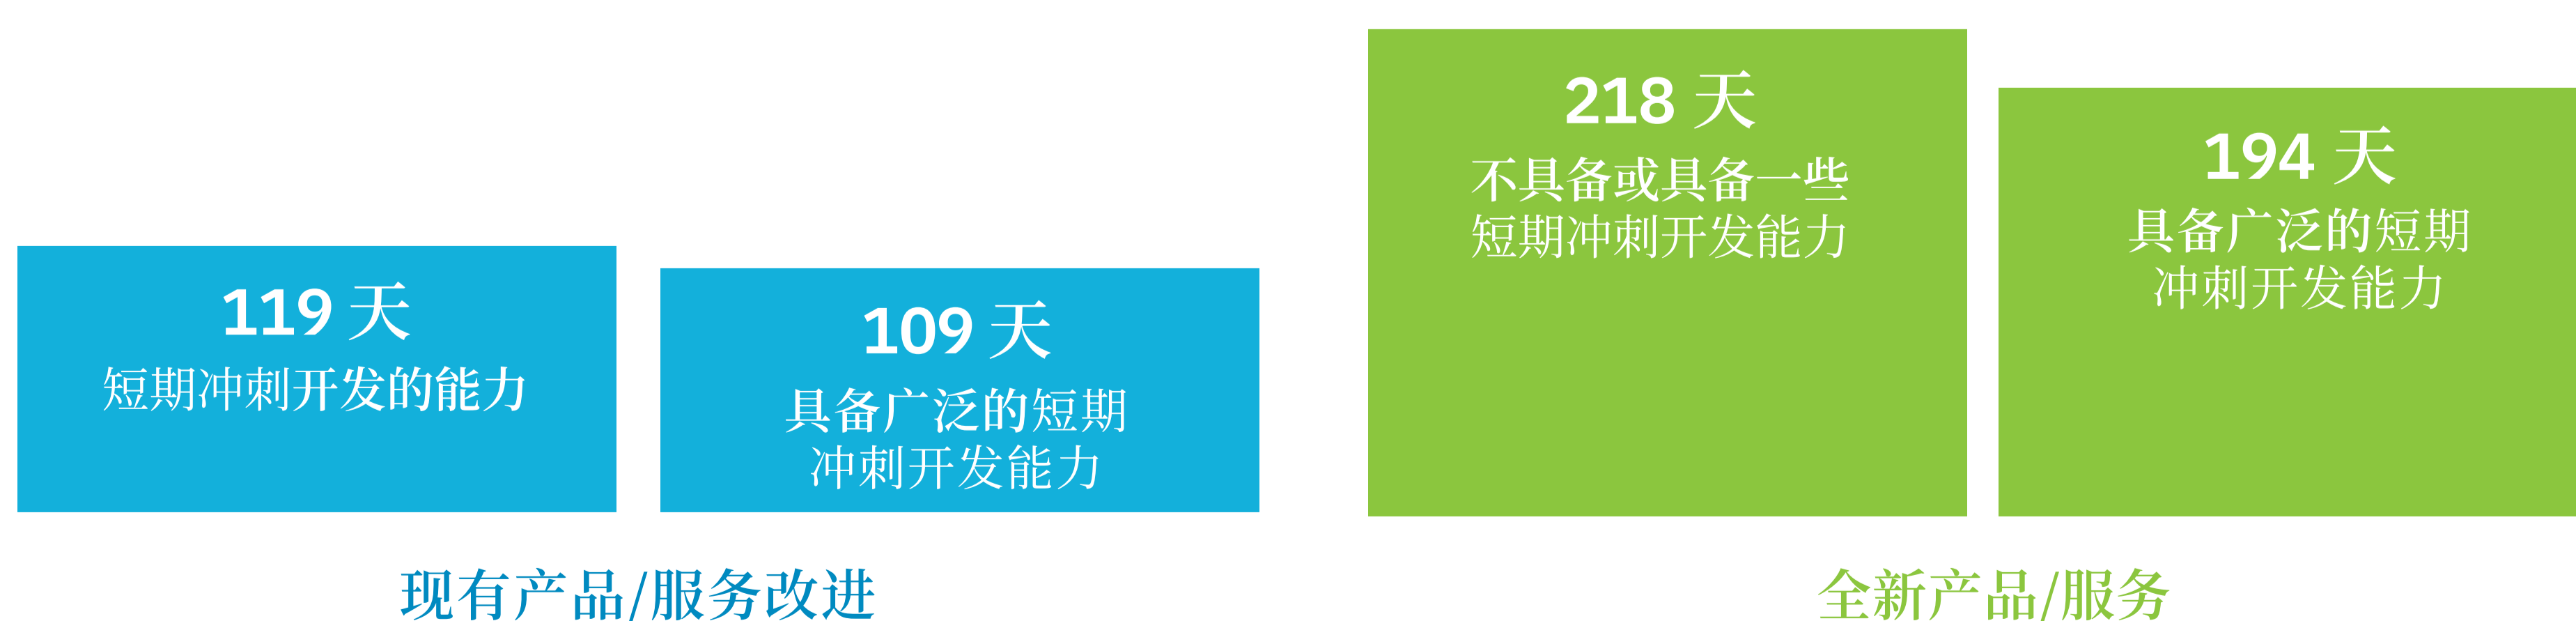 119 天
短期冲刺开发的能力
109 天
具备广泛的短期
冲刺开发能力
现有产品/服务改进
218 天
不具备或具备一些
短期冲刺开发能力
194 天
具备广泛的短期
冲刺开发能力
全新产品/服务